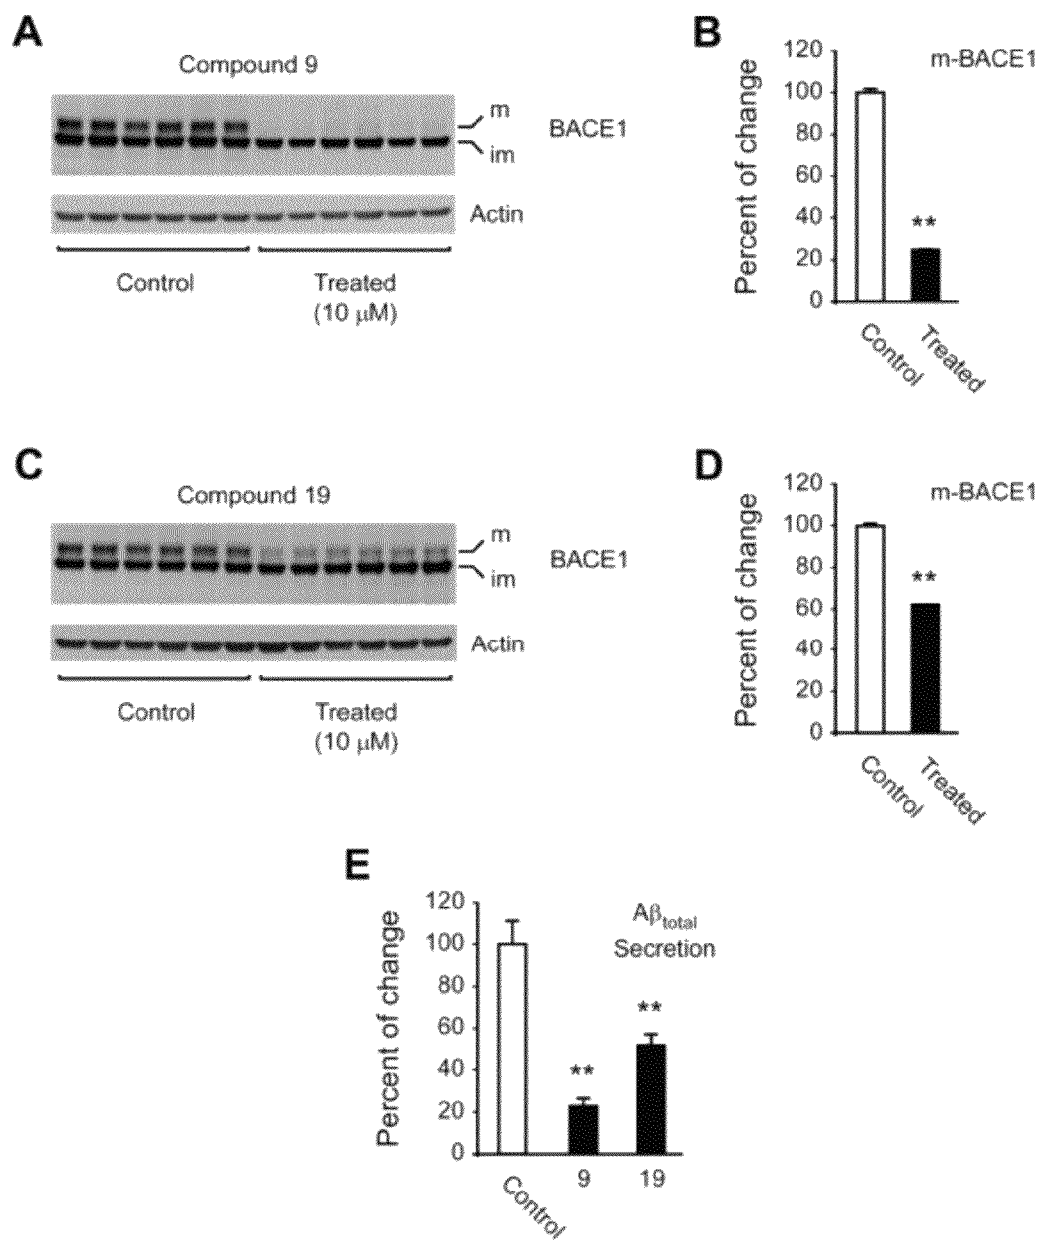 A
Compound 9
m
im
BACE1
Actin
Control
Treated
(10 μM)
B
m-BACE1
Percent of change
120
100
80
60
40
20
0
**
Control
Treated
C
Compound 19
m
im
BACE1
Actin
Control
Treated
(10 μM)
D
m-BACE1
Percent of change
120
100
80
60
40
20
0
**
Control
Treated
E
Aβtotal
Secretion
Percent of change
120
100
80
60
40
20
0
**
**
Control
9
19